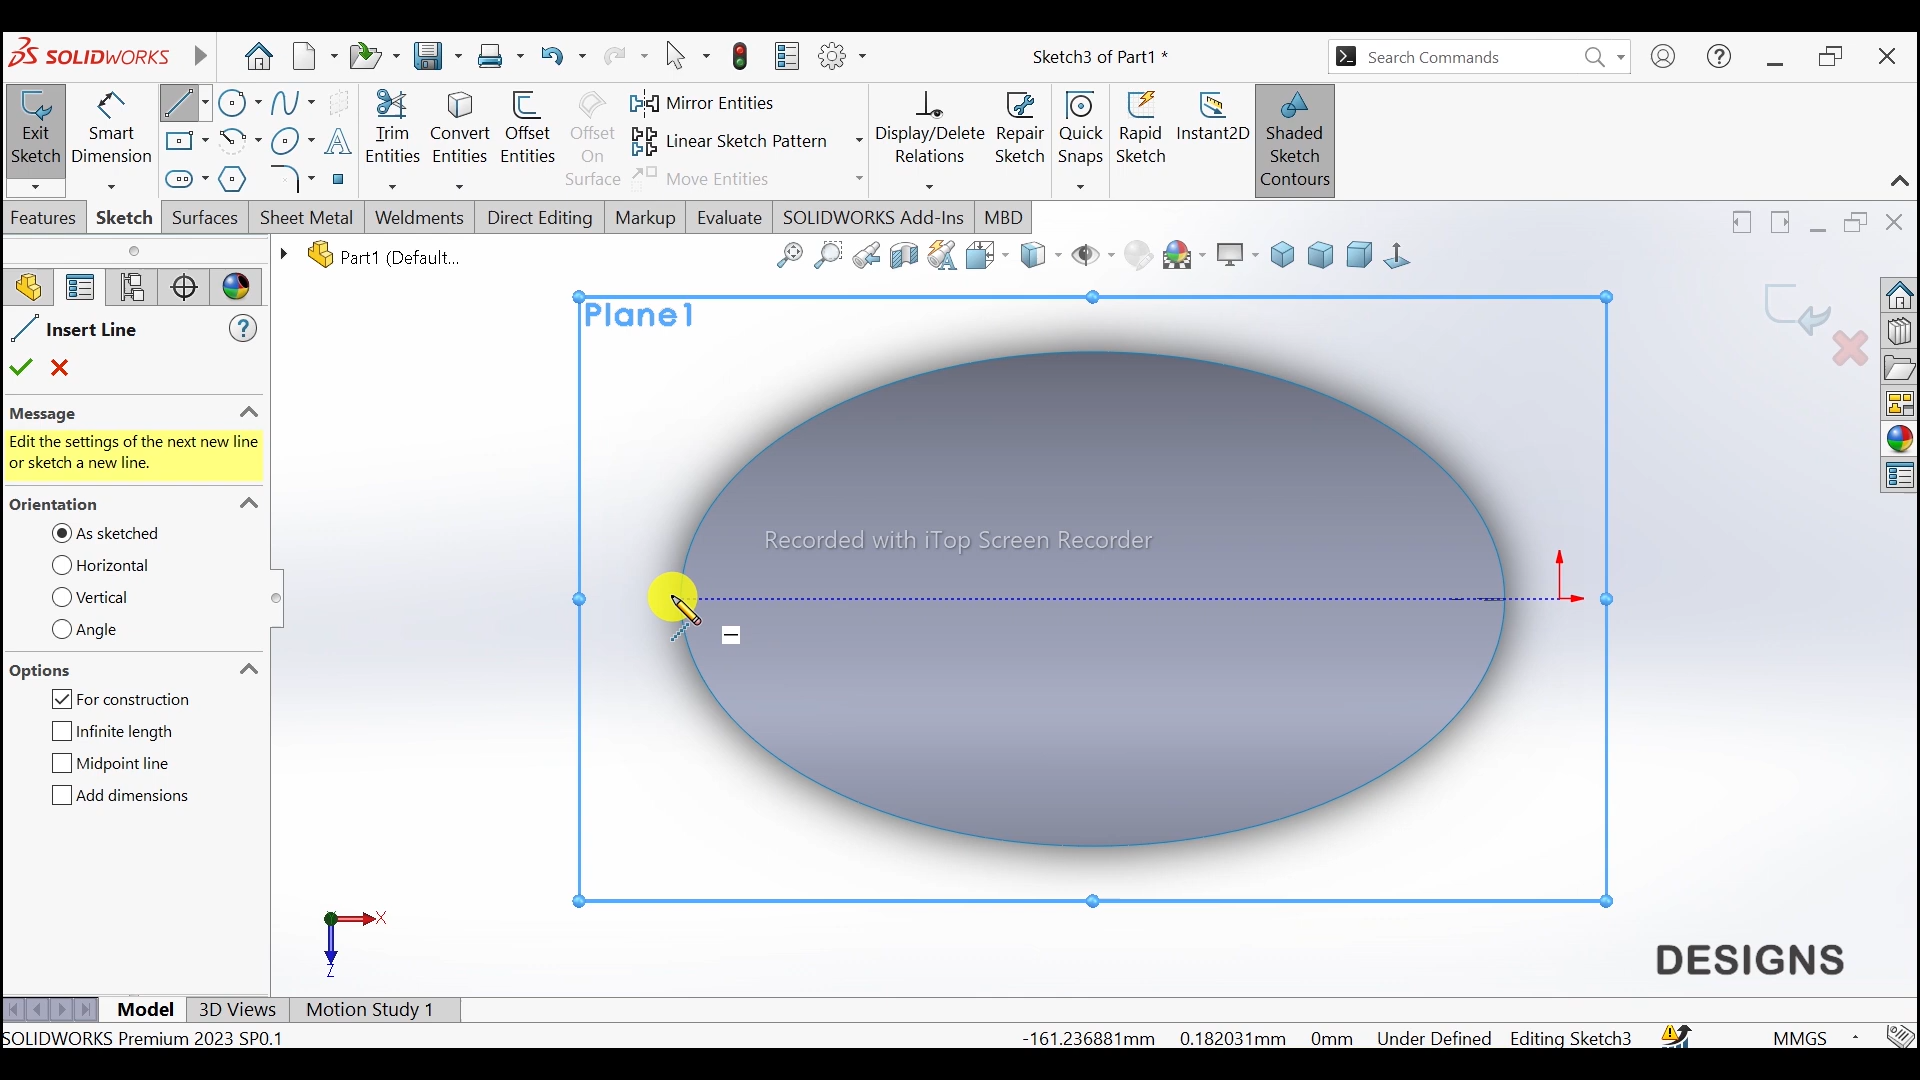 SOLIDWORKS
Sketch3 of Part1 *
Search Commands
Exit Sketch
Smart Dimension
Trim Entities
Convert Entities
Offset Entities
Offset On Surface
Mirror Entities
Linear Sketch Pattern
Move Entities
Display/Delete Relations
Repair Sketch
Quick Snaps
Rapid Sketch
Instant2D
Shaded Sketch Contours
Features
Sketch
Surfaces
Sheet Metal
Weldments
Direct Editing
Markup
Evaluate
SOLIDWORKS Add-Ins
MBD
Part1 (Default...
Insert Line
Message
Edit the settings of the next new line
or sketch a new line.
Orientation
As sketched
Horizontal
Vertical
Angle
Options
For construction
Infinite length
Midpoint line
Add dimensions
Plane1
Recorded with iTop Screen Recorder
X
Z
DESIGNS
Model
3D Views
Motion Study 1
SOLIDWORKS Premium 2023 SP0.1
-161.236881mm
0.182031mm
0mm
Under Defined
Editing Sketch3
MMGS